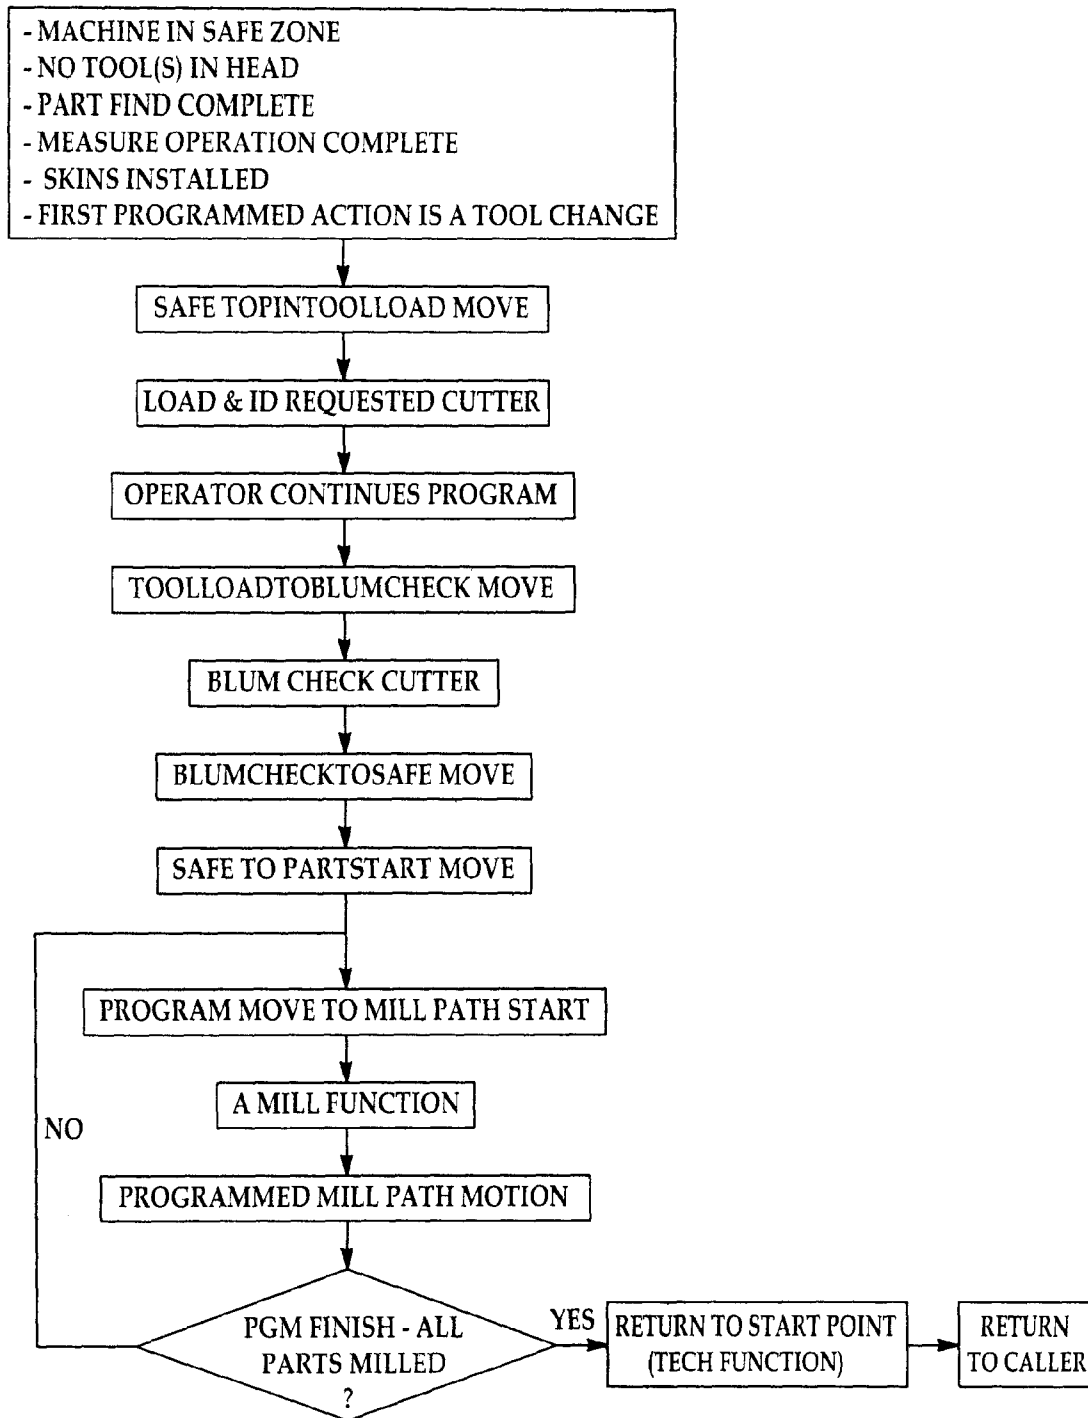 - MACHINE IN SAFE ZONE
- NO TOOL(S) IN HEAD
- PART FIND COMPLETE
- MEASURE OPERATION COMPLETE
- SKINS INSTALLED
- FIRST PROGRAMMED ACTION IS A TOOL CHANGE
SAFE TOPINTOOLLOAD MOVE
LOAD & ID REQUESTED CUTTER
OPERATOR CONTINUES PROGRAM
TOOLLOADTOBLUMCHECK MOVE
BLUM CHECK CUTTER
BLUMCHECKTOSAFE MOVE
SAFE TO PARTSTART MOVE
PROGRAM MOVE TO MILL PATH START
A MILL FUNCTION
NO
PROGRAMMED MILL PATH MOTION
PGM FINISH - ALL
PARTS MILLED
?
YES
RETURN TO START POINT
(TECH FUNCTION)
RETURN
TO CALLER